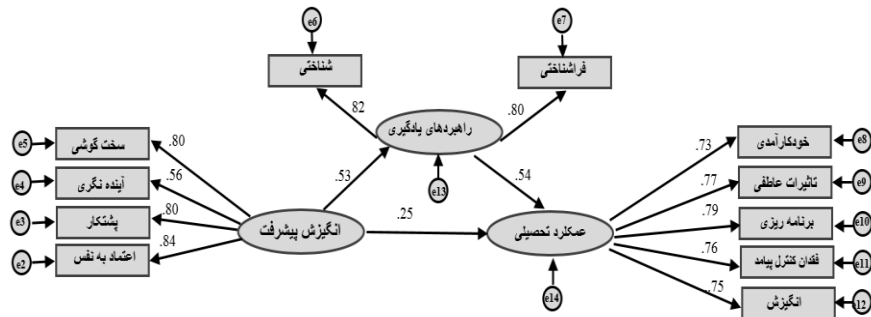 e6
e7
شناختی
فراشناختی
82
.80
راهبردهای یادگیری
e5
سخت گوشی
.80
.73
خودکارآمدی
e8
e4
آینده نگری
.56
.53
e13
.54
.77
تاثیرات عاطفی
e9
e3
پشتکار
.80
انگیزش پیشرفت
.25
عمکلرد تحصیلی
.79
برنامه ریزی
e10
e2
اعتماد به نفس
.84
.76
فقدان کنترل پیامد
e11
e14
.75
انگیزش
12